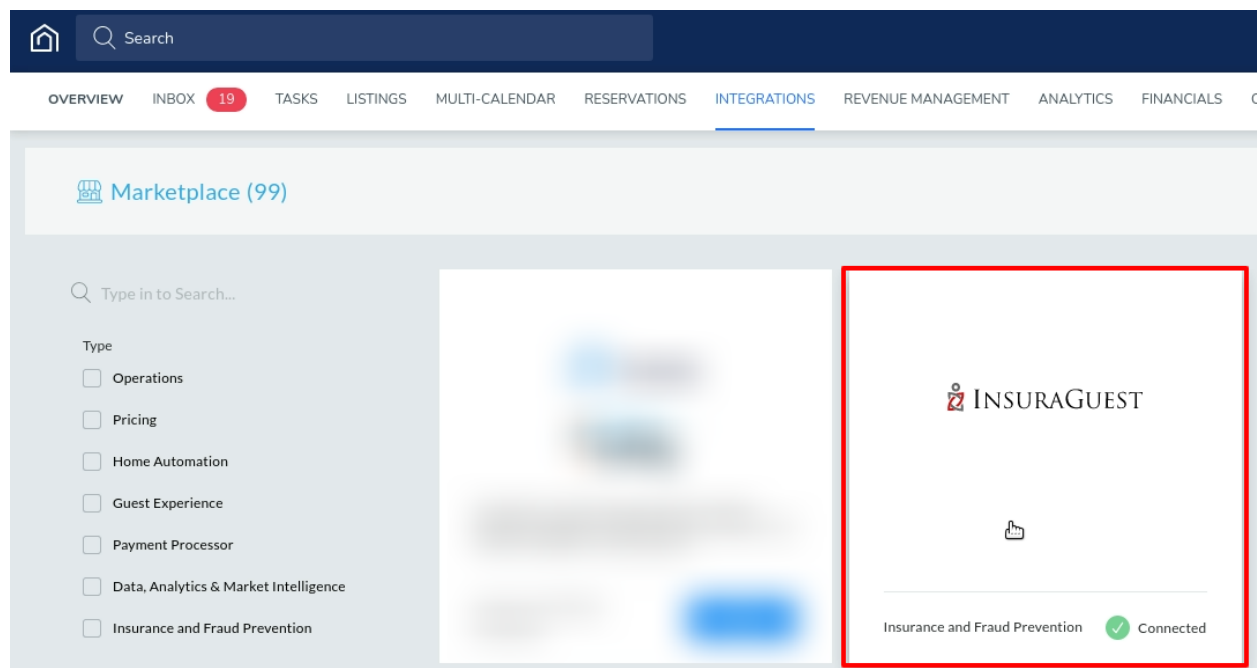 Search
OVERVIEW INBOX 19 TASKS LISTINGS MULTI-CALENDAR RESERVATIONS INTEGRATIONS REVENUE MANAGEMENT ANALYTICS FINANCIALS
Marketplace (99)
Type in to Search...
Type
Operations
Pricing
Home Automation
Guest Experience
Payment Processor
Data, Analytics & Market Intelligence
Insurance and Fraud Prevention
INSURAGUEST
Insurance and Fraud Prevention Connected